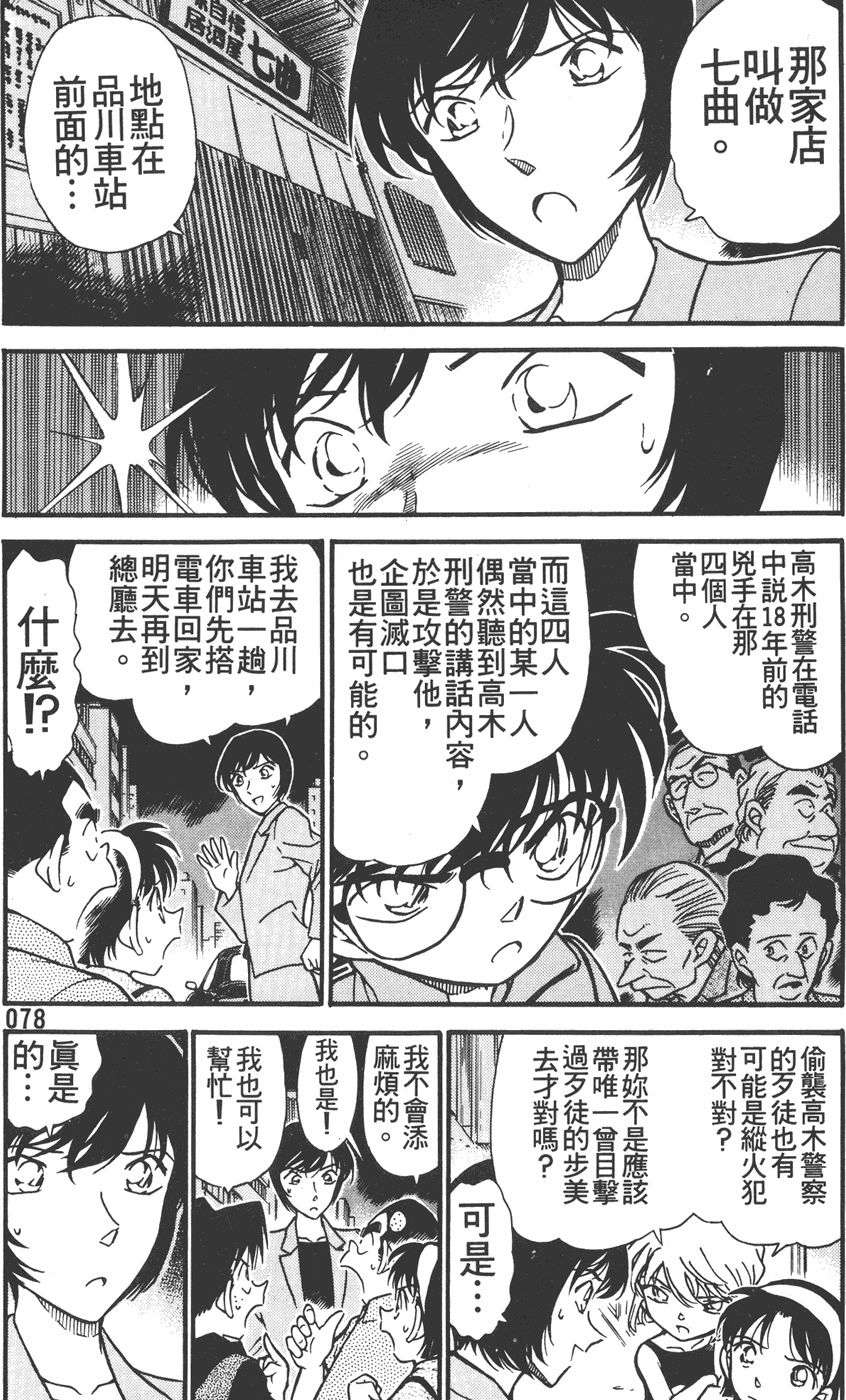 那家店
叫做
七曲。
自慢
居酒屋
七曲
地點在
品川車站
前面的…
高木刑警在電話
中説18年前的
兇手在那
四個人
當中。
而這四人
當中的某一人
偶然聽到高木
刑警的講話內容，
於是攻擊他，
企圖滅口
也是有可能的。
我去品川
車站一趟，
你們先搭
電車回家，
明天再到
總廳去。
什麼!?
078
偷襲高木警察
的歹徒也有
可能是縱火犯
對不對？
那妳不是應該
帶唯一曾目擊
過歹徒的步美
去才對嗎？
可是…
我不會添
麻煩的。
我也是！
我也可以
幫忙！
眞是
的…